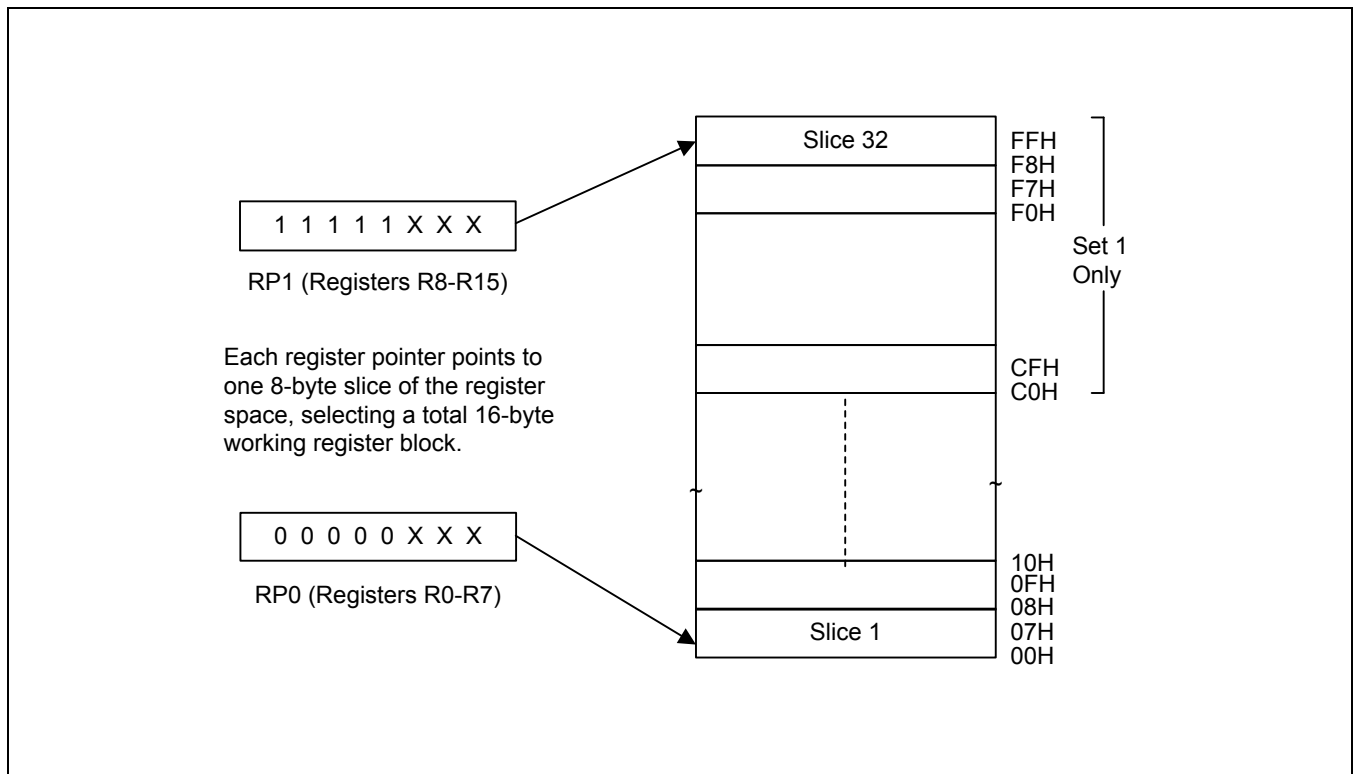 Slice 32
FFH
F8H
F7H
F0H
Set 1
Only
1 1 1 1 1 X X X
RP1 (Registers R8-R15)
Each register pointer points to
one 8-byte slice of the register
space, selecting a total 16-byte
working register block.
CFH
C0H
~
~
0 0 0 0 0 X X X
RP0 (Registers R0-R7)
10H
0FH
08H
Slice 1
07H
00H